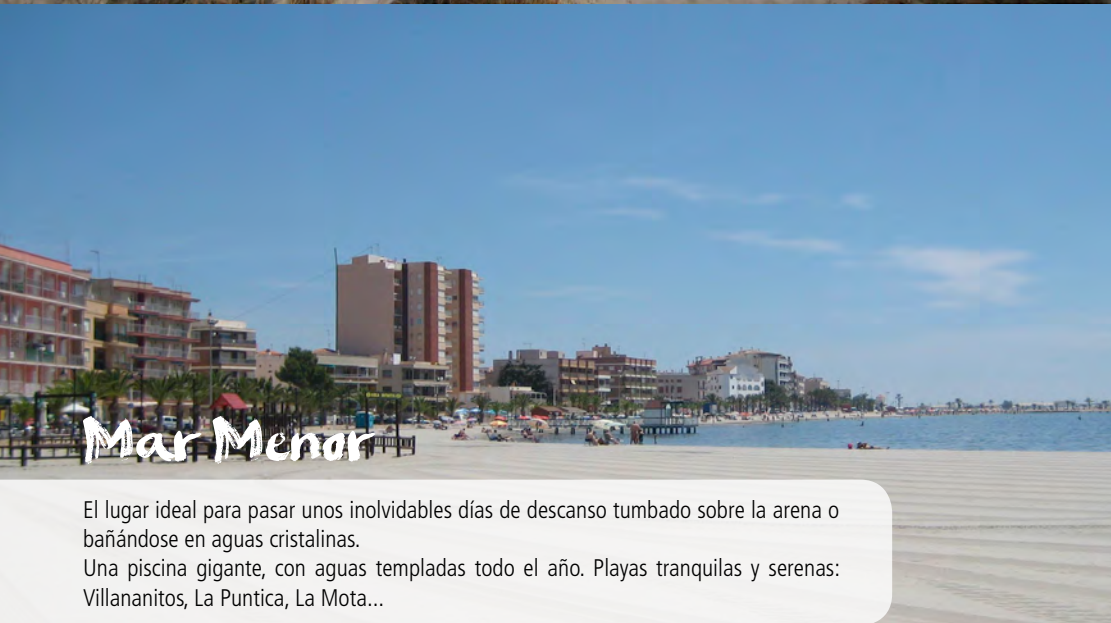 Mar Menor
El lugar ideal para pasar unos inolvidables días de descanso tumbado sobre la arena o
bañándose en aguas cristalinas.
Una piscina gigante, con aguas templadas todo el año. Playas tranquilas y serenas:
Villananitos, La Puntica, La Mota...